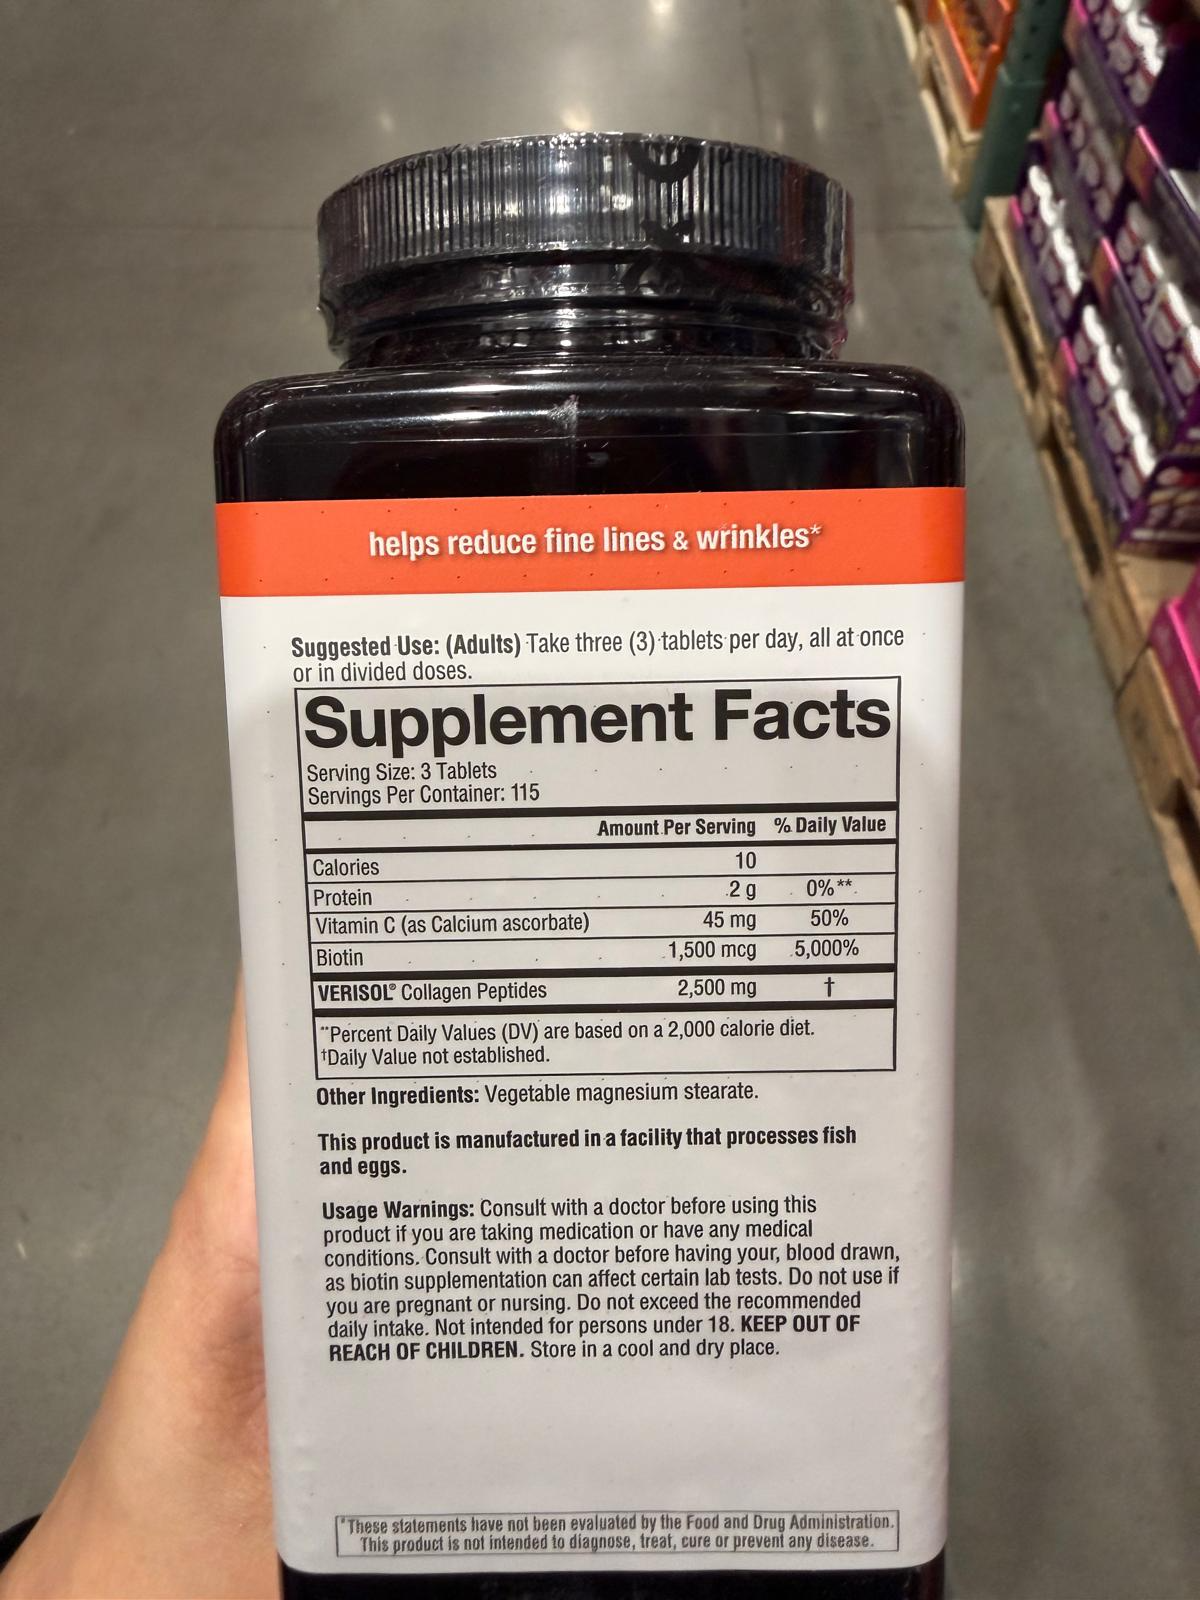 helps reduce fine lines & wrinkles*
Suggested Use: (Adults) Take three (3) tablets per day, all at once
or in divided doses.
Supplement Facts
Serving Size: 3 Tablets
Servings Per Container: 115
Amount Per Serving % Daily Value
Calories 10
Protein 2 g 0%**
Vitamin C (as Calcium ascorbate) 45 mg 50%
Biotin 1,500 mcg 5,000%
VERISOL® Collagen Peptides 2,500 mg †
**Percent Daily Values (DV) are based on a 2,000 calorie diet.
†Daily Value not established.
Other Ingredients: Vegetable magnesium stearate.
This product is manufactured in a facility that processes fish
and eggs.
Usage Warnings: Consult with a doctor before using this
product if you are taking medication or have any medical
conditions. Consult with a doctor before having your, blood drawn,
as biotin supplementation can affect certain lab tests. Do not use if
you are pregnant or nursing. Do not exceed the recommended
daily intake. Not intended for persons under 18. KEEP OUT OF
REACH OF CHILDREN. Store in a cool and dry place.
*These statements have not been evaluated by the Food and Drug Administration.
This product is not intended to diagnose, treat, cure or prevent any disease.